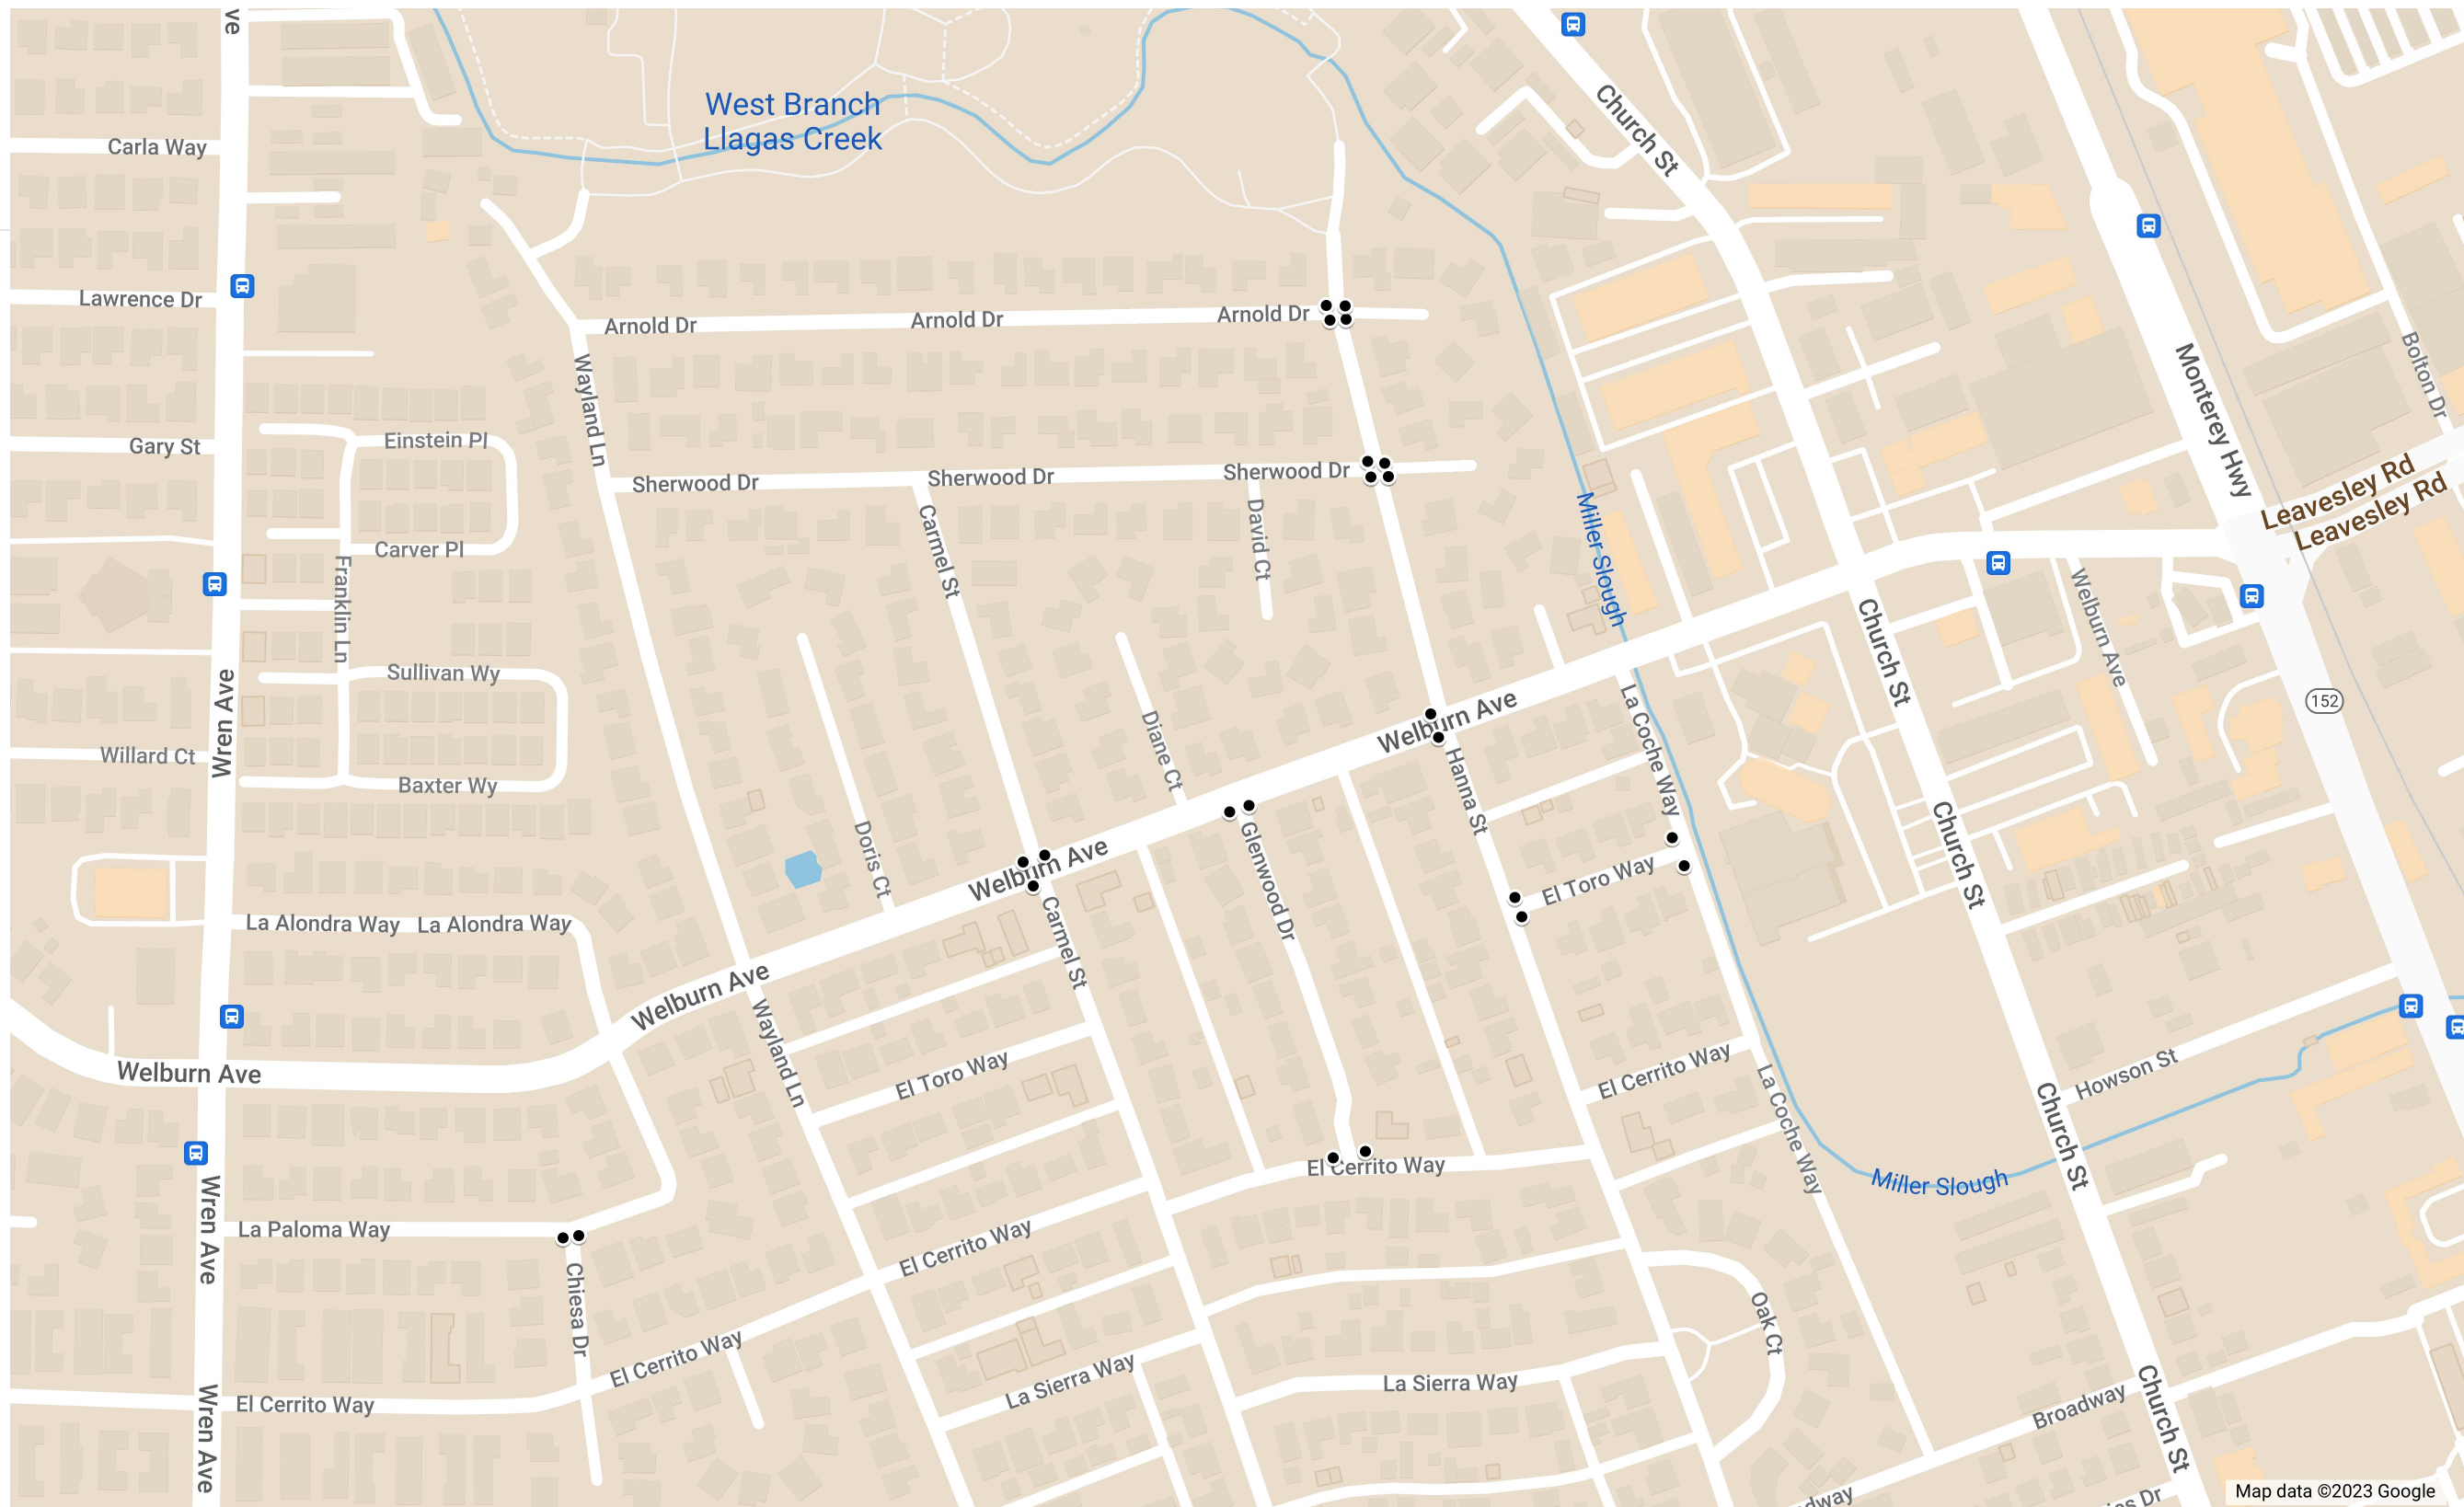 ve
West Branch
Llagas Creek
Church St
Carla Way
Lawrence Dr
Arnold Dr
Arnold Dr
Arnold Dr
Wayland Ln
Bolton Dr
Monterey Hwy
Gary St
Einstein Pl
Sherwood Dr
Sherwood Dr
Sherwood Dr
Leavesley Rd
Leavesley Rd
Carver Pl
Carmel St
David Ct
Miller Slough
Franklin Ln
Welburn Ave
Church St
Sullivan Wy
Wren Ave
Willard Ct
Baxter Wy
Diane Ct
Welburn Ave
La Coche Way
152
Hanna St
Doris Ct
Welburn Ave
Glenwood Dr
El Toro Way
Church St
La Alondra Way
La Alondra Way
Carmel St
Welburn Ave
Wayland Ln
Welburn Ave
El Toro Way
El Cerrito Way
La Coche Way
Howson St
Church St
El Cerrito Way
Miller Slough
Wren Ave
La Paloma Way
El Cerrito Way
Chiesa Dr
Oak Ct
El Cerrito Way
La Sierra Way
La Sierra Way
El Cerrito Way
Wren Ave
Broadway
Church St
dway
es Dr
Map data ©2023 Google